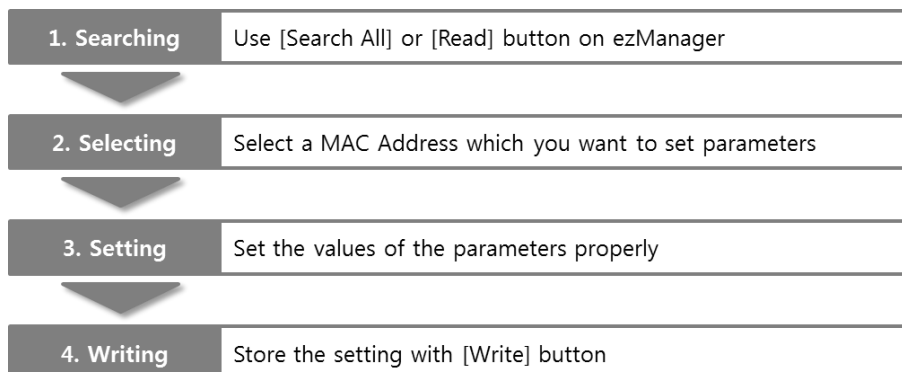 1. Searching Use [Search All] or [Read] button on ezManager
2. Selecting Select a MAC Address which you want to set parameters
3. Setting Set the values of the parameters properly
4. Writing Store the setting with [Write] button